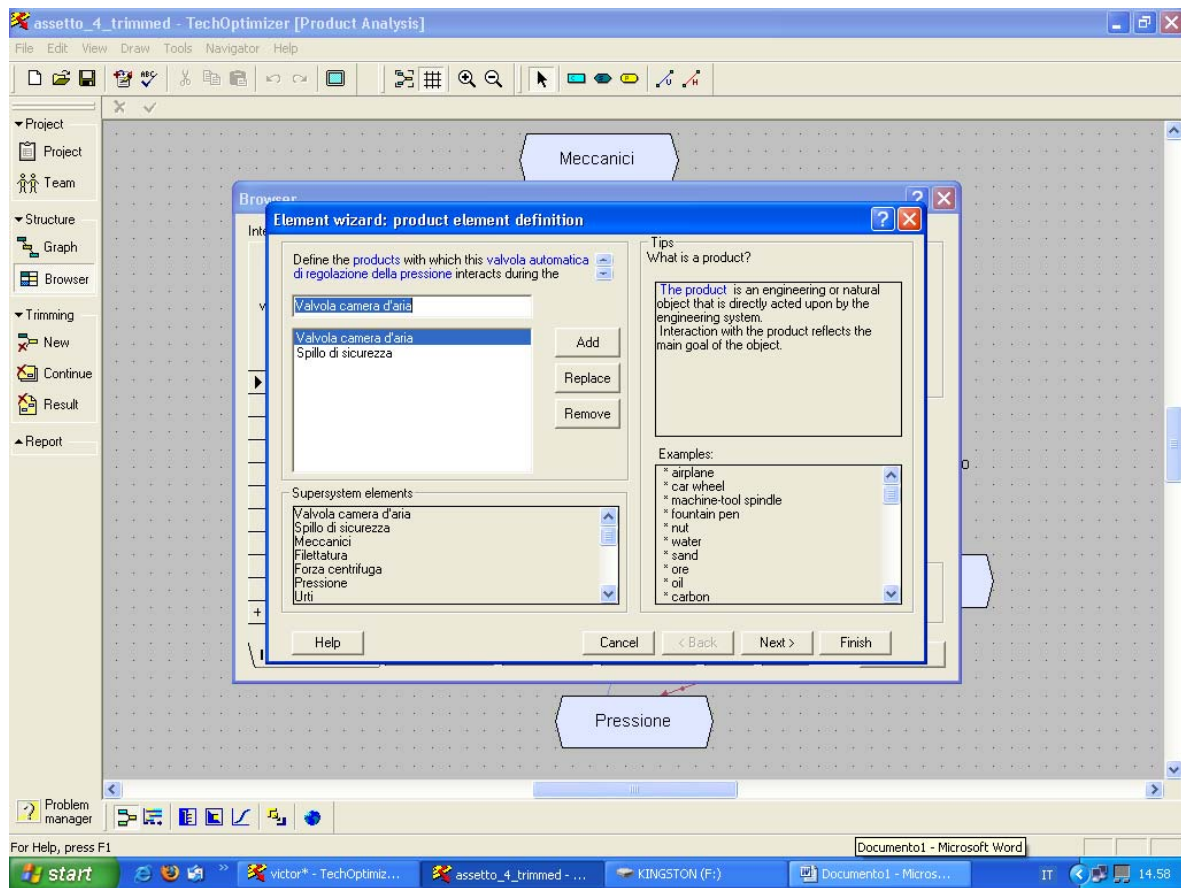 assetto_4_trimmed - TechOptimizer [Product Analysis]
File Edit View Draw Tools Navigator Help
Project
Project
Team
Structure
Graph
Browser
Trimming
New
Continue
Result
Report
Problem
manager
Meccanici
Browser
Element wizard: product element definition
Define the products with which this valvola automatica
di regolazione della pressione interacts during the
Valvola camera d'aria
Valvola camera d'aria
Spillo di sicurezza
Add
Replace
Remove
Supersystem elements
Valvola camera d'aria
Spillo di sicurezza
Meccanici
Filettatura
Forza centrifuga
Pressione
Urti
Tips
What is a product?
The product is an engineering or natural
object that is directly acted upon by the
engineering system.
Interaction with the product reflects the
main goal of the object.
Examples:
* airplane
* car wheel
* machine-tool spindle
* fountain pen
* nut
* water
* sand
* ore
* oil
* carbon
Help Cancel < Back Next > Finish
Pressione
For Help, press F1
Documento1 - Microsoft Word
start victor* - TechOptimiz... assetto_4_trimmed - ... KINGSTON (F:) Documento1 - Micros... IT 14.58